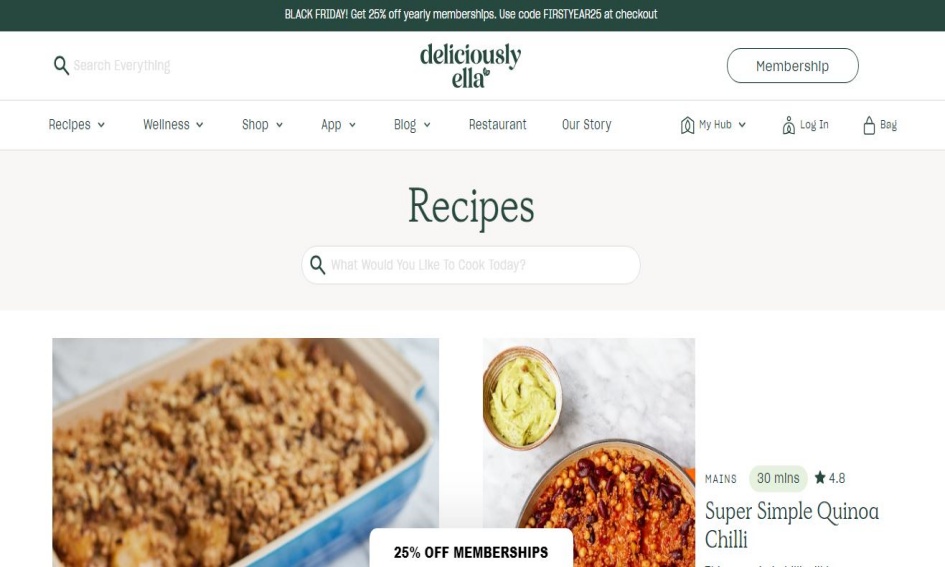 BLACK FRIDAY! Get 25% off yearly memberships. Use code FIRSTYEAR25 at checkout
Search Everything
deliciously
ella
Membership
Recipes
Wellness
Shop
App
Blog
Restaurant
Our Story
My Hub
Log In
Bag
Recipes
What Would You Like To Cook Today?
MAINS 30 mins 4.8
Super Simple Quinoa
Chilli
25% OFF MEMBERSHIPS